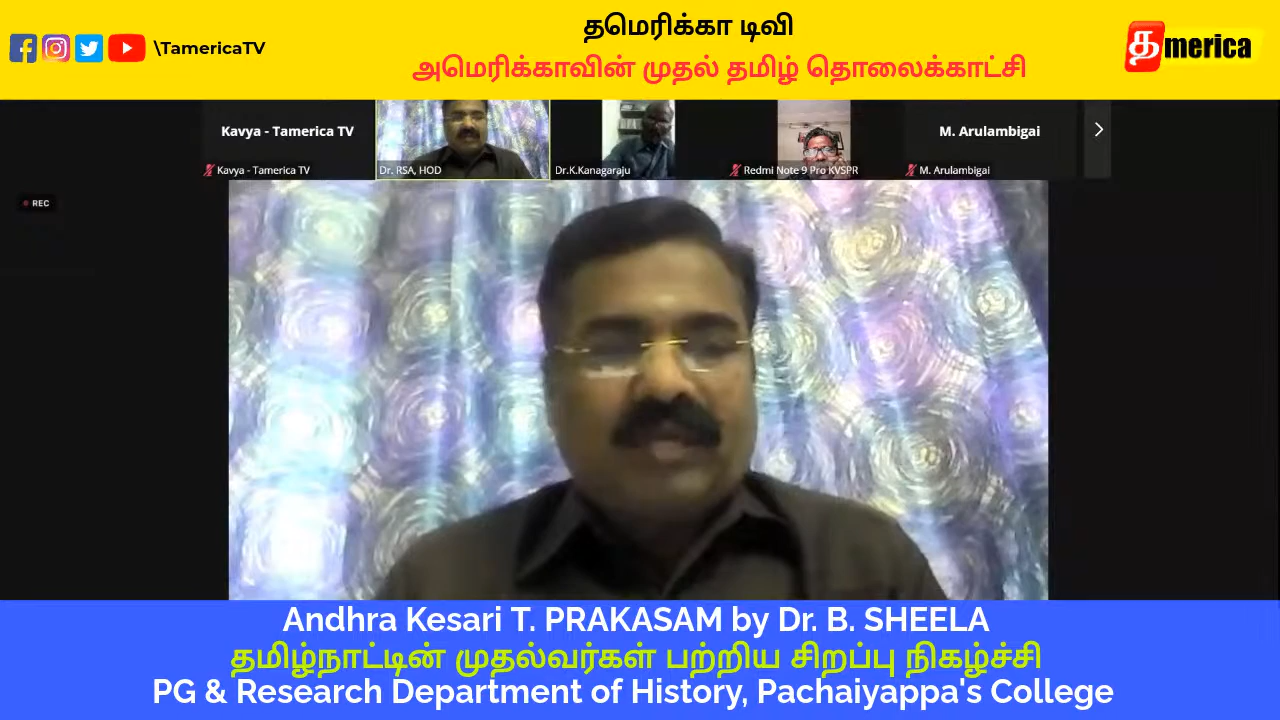 தமெரிக்கா டிவி
\TamericaTV
அமெரிக்காவின் முதல் தமிழ் தொலைக்காட்சி
தmerica
Kavya - Tamerica TV
M. Arulambigai
Kavya - Tamerica TV
Dr. RSA, HOD
Dr.K.Kanagaraju
Redmi Note 9 Pro KVSPR
M. Arulambigai
REC
Andhra Kesari T. PRAKASAM by Dr. B. SHEELA
தமிழ்நாட்டின் முதல்வர்கள் பற்றிய சிறப்பு நிகழ்ச்சி
PG & Research Department of History, Pachaiyappa's College